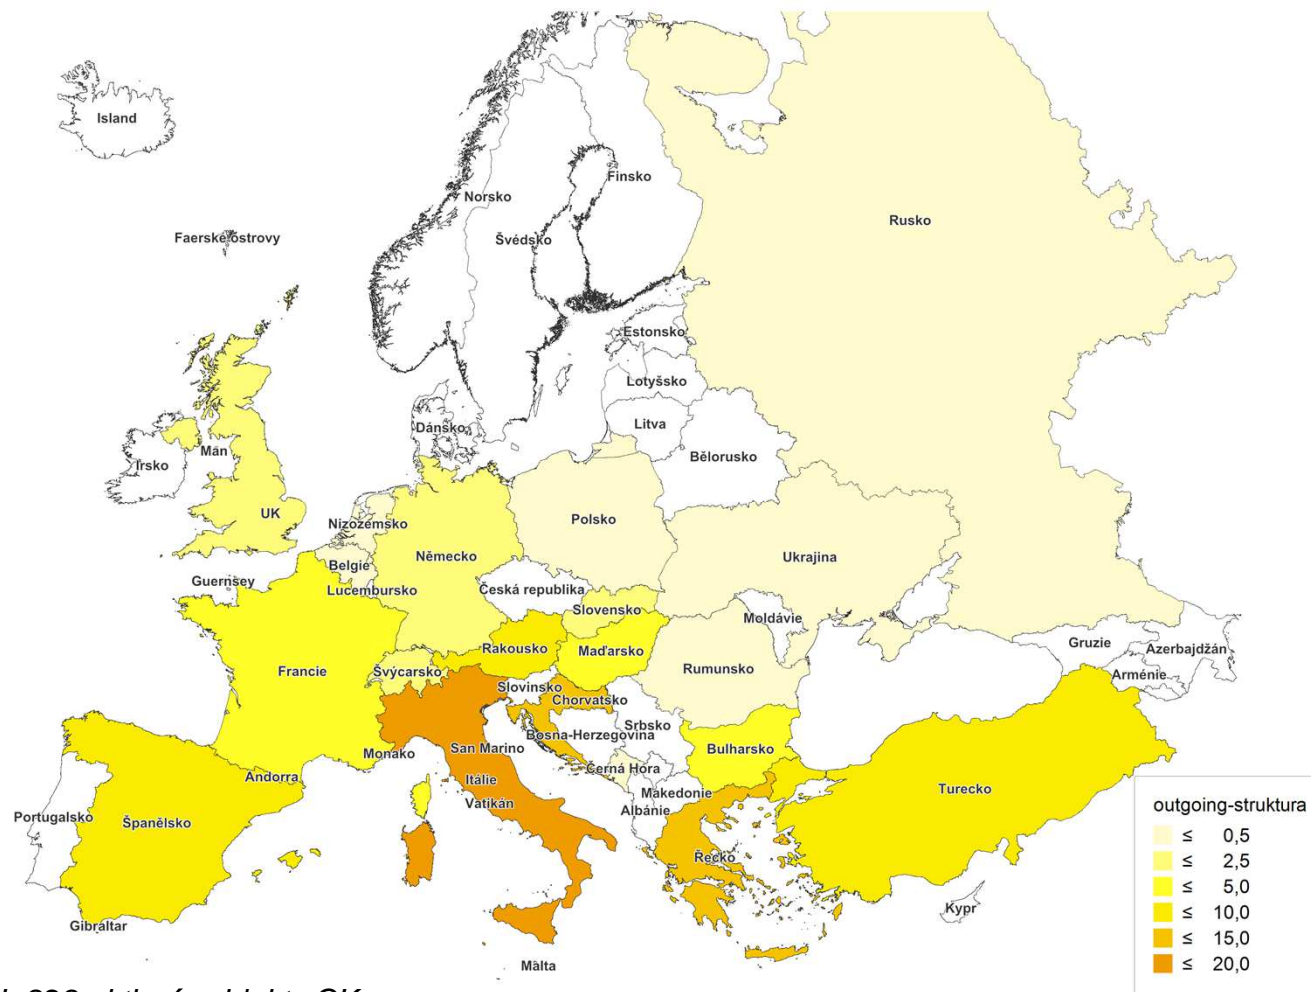 Island
Finsko
Norsko
Rusko
Faerské ostrovy
Švédsko
Estonsko
Lotyšsko
Litva
Dánsko
Man
Bělorusko
Irsko
UK
Polsko
Nizozemsko
Německo
Ukrajina
Belgie
Guernsey
Lucembursko
Česká republika
Slovensko
Moldávie
Gruzie
Azerbajdžán
Rakousko
Maďarsko
Francie
Švýcarsko
Rumunsko
Arménie
Slovinsko
Chorvatsko
Srbsko
Bosna-Herzegovina
San Marino
Monako
Bulharsko
Černá Hora
Andorra
Itálie
Makedonie
Turecko
Vatikán
Albánie
Portugalsko
Španělsko
Řecko
Kypr
Gibraltar
Malta
outgoing-struktura
≤ 0,5
≤ 2,5
≤ 5,0
≤ 10,0
≤ 15,0
≤ 20,0